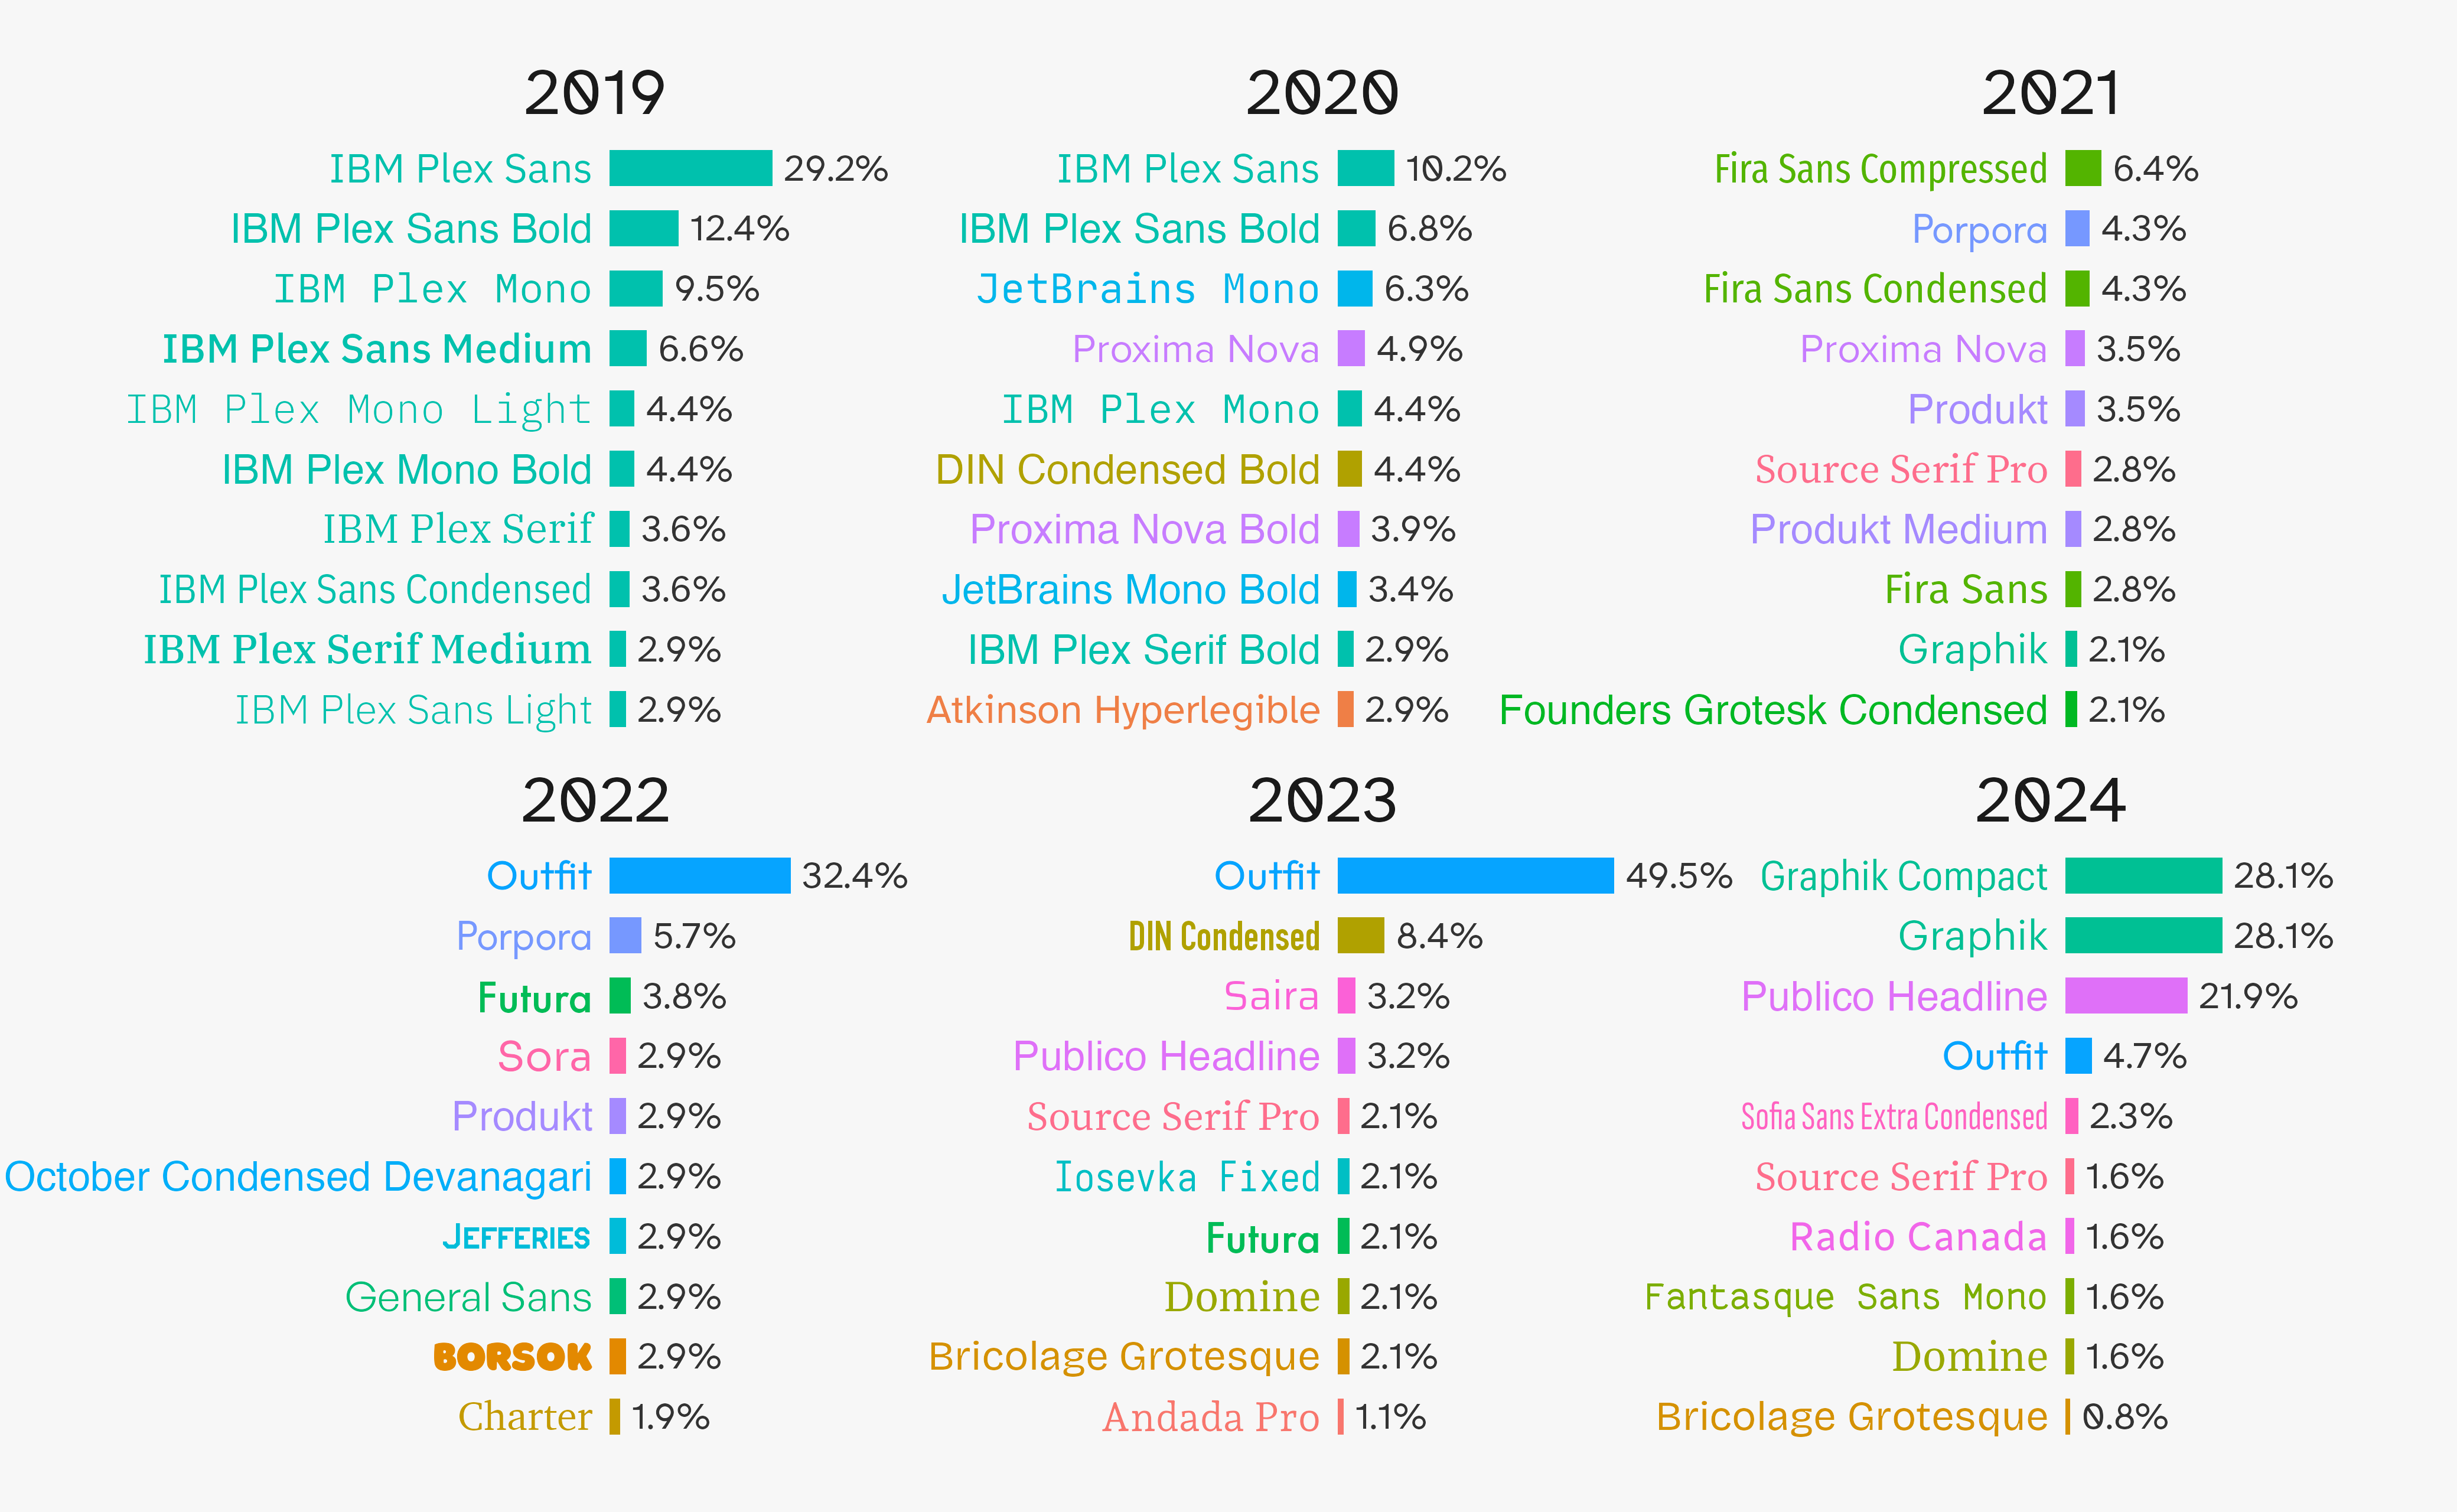 2019
IBM Plex Sans 29.2%
IBM Plex Sans Bold 12.4%
IBM Plex Mono 9.5%
IBM Plex Sans Medium 6.6%
IBM Plex Mono Light 4.4%
IBM Plex Mono Bold 4.4%
IBM Plex Serif 3.6%
IBM Plex Sans Condensed 3.6%
IBM Plex Serif Medium 2.9%
IBM Plex Sans Light 2.9%
2020
IBM Plex Sans 10.2%
IBM Plex Sans Bold 6.8%
JetBrains Mono 6.3%
Proxima Nova 4.9%
IBM Plex Mono 4.4%
DIN Condensed Bold 4.4%
Proxima Nova Bold 3.9%
JetBrains Mono Bold 3.4%
IBM Plex Serif Bold 2.9%
Atkinson Hyperlegible 2.9%
2021
Fira Sans Compressed 6.4%
Porpora 4.3%
Fira Sans Condensed 4.3%
Proxima Nova 3.5%
Produkt 3.5%
Source Serif Pro 2.8%
Produkt Medium 2.8%
Fira Sans 2.8%
Graphik 2.1%
Founders Grotesk Condensed 2.1%
2022
Outfit 32.4%
Porpora 5.7%
Futura 3.8%
Sora 2.9%
Produkt 2.9%
October Condensed Devanagari 2.9%
JEFFERIES 2.9%
General Sans 2.9%
BORSOK 2.9%
Charter 1.9%
2023
Outfit 49.5%
DIN Condensed 8.4%
Saira 3.2%
Publico Headline 3.2%
Source Serif Pro 2.1%
Iosevka Fixed 2.1%
Futura 2.1%
Domine 2.1%
Bricolage Grotesque 2.1%
Andada Pro 1.1%
2024
Graphik Compact 28.1%
Graphik 28.1%
Publico Headline 21.9%
Outfit 4.7%
Sofia Sans Extra Condensed 2.3%
Source Serif Pro 1.6%
Radio Canada 1.6%
Fantasque Sans Mono 1.6%
Domine 1.6%
Bricolage Grotesque 0.8%